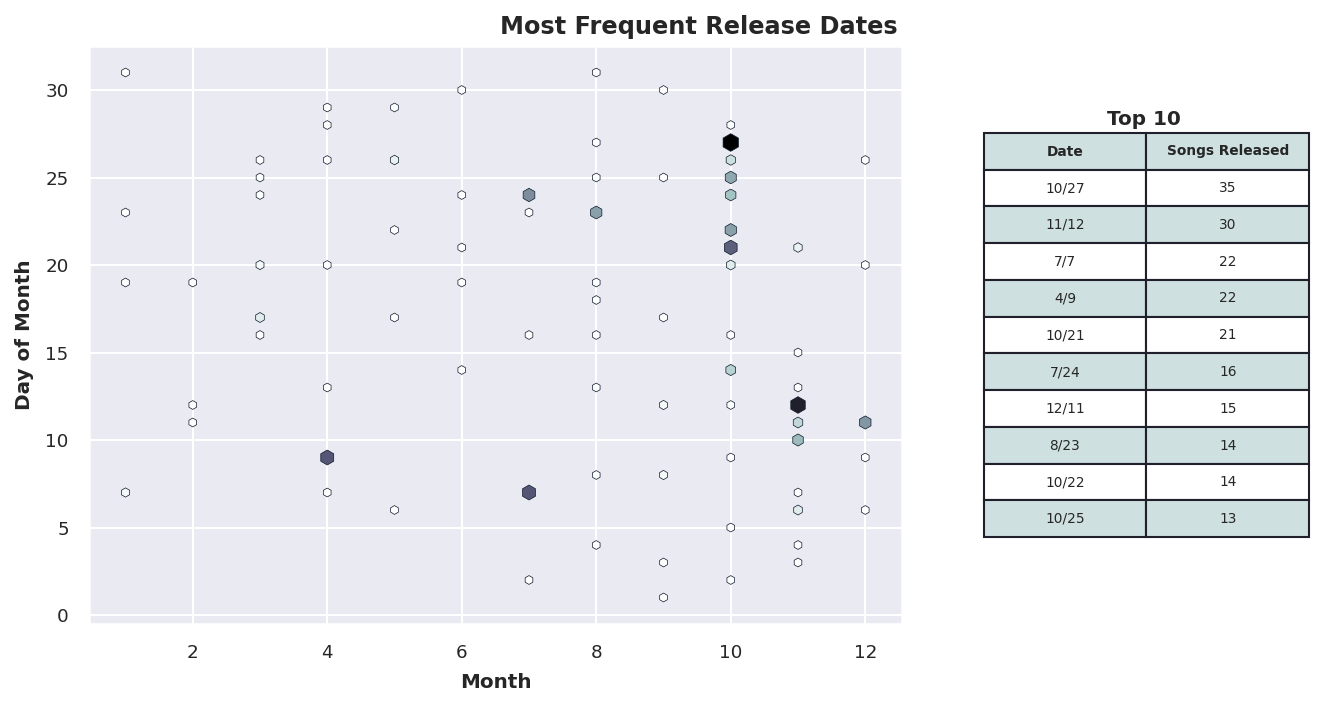 Most Frequent Release Dates
30
25
20
15
10
5
0
Day of Month
2 4 6 8 10 12
Month
Top 10
Date Songs Released
10/27 35
11/12 30
7/7 22
4/9 22
10/21 21
7/24 16
12/11 15
8/23 14
10/22 14
10/25 13